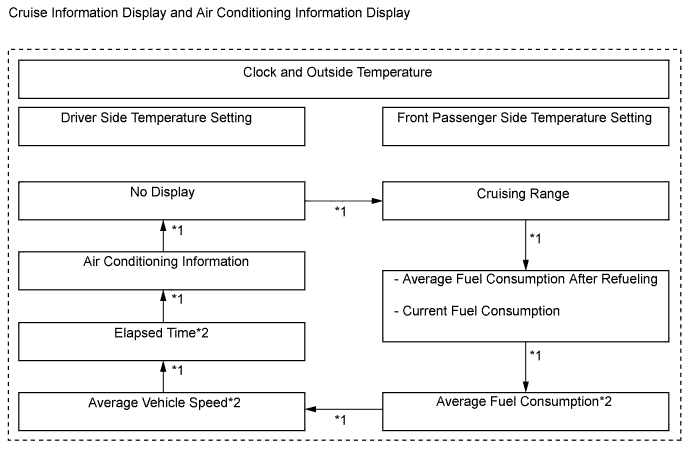 Cruise Information Display and Air Conditioning Information Display
Clock and Outside Temperature
Driver Side Temperature Setting
Front Passenger Side Temperature Setting
No Display
*1
Cruising Range
*1
*1
Air Conditioning Information
- Average Fuel Consumption After Refueling
- Current Fuel Consumption
*1
Elapsed Time*2
*1
*1
Average Vehicle Speed*2
*1
Average Fuel Consumption*2